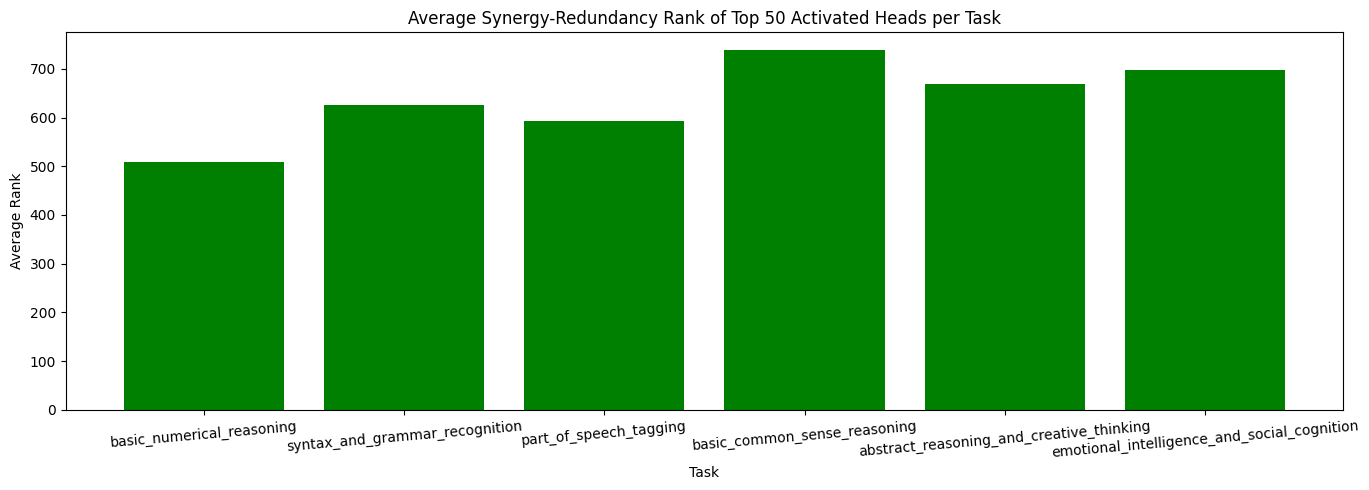 Average Synergy-Redundancy Rank of Top 50 Activated Heads per Task
Average Rank
700
600
500
400
300
200
100
0
basic_numerical_reasoning
syntax_and_grammar_recognition
part_of_speech_tagging
basic_common_sense_reasoning
abstract_reasoning_and_creative_thinking
emotional_intelligence_and_social_cognition
Task